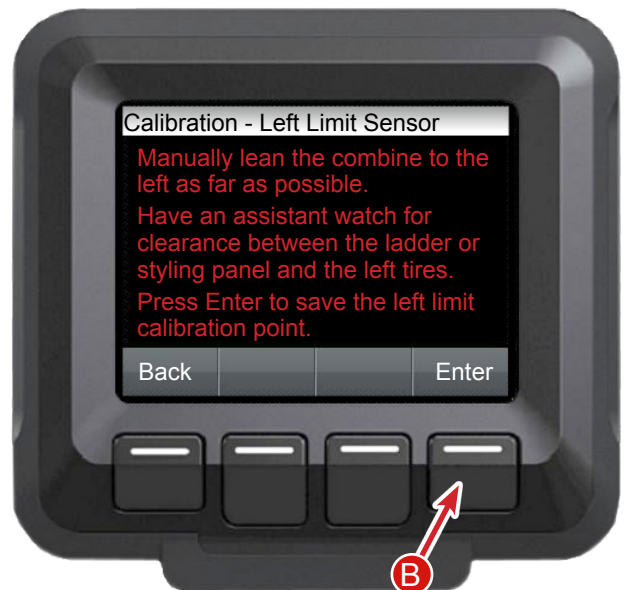 Calibration - Left Limit Sensor
Manually lean the combine to the
left as far as possible.
Have an assistant watch for
clearance between the ladder or
styling panel and the left tires.
Press Enter to save the left limit
calibration point.
Back Enter
B